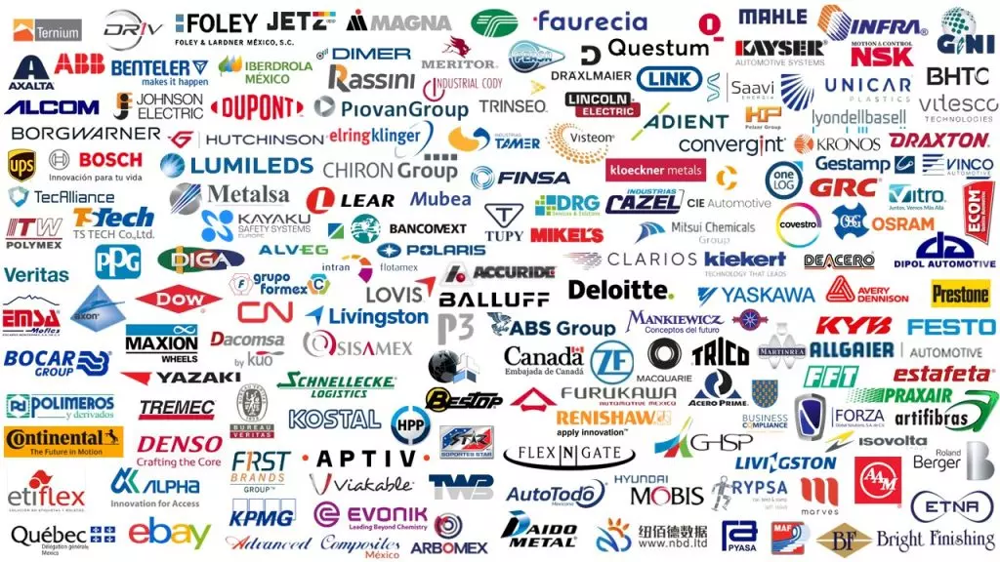 Ternium
DRiV
FOLEY
FOLEY & LARDNER MÉXICO, S.C.
JETZ app
MAGNA
faurecia
MAHLE
INFRA
GiNi
AXALTA
ABB
BENTELER
makes it happen
IBERDROLA
MÉXICO
DIMER
Rassini
MERITOR
INDUSTRIAL CODY
D Questum
DRÄXLMAIER
LINK
KAYSER
AUTOMOTIVE SYSTEMS
Saavi
ENERGÍA
MOTION & CONTROL
NSK
UNICAR
PLASTICS
BHTC
ALCOM
JOHNSON
ELECTRIC
DUPONT
PIOVANGroup
TRINSEO
LINCOLN
ELECTRIC
ADIENT
HP
Pelzer Group
lyondellbasell
vitesco
TECHNOLOGIES
BORGWARNER
HUTCHINSON
elringklinger
INDUSTRIAL
TAMER
Visteon
convergint
KRONOS
DRAXTON
ups
BOSCH
Innovación para tu vida
LUMILEDS
CHIRON Group
FINSA
kloeckner metals
one
LOG
Gestamp
VINCO
AUTOMOTIVE
TecAlliance
Metalsa
LEAR
Mubea
DRG
INDUSTRIAS
CAZEL
CIE Automotive
GRC
Vitro
Juntos, Vemos Más Allá
ECOM
ITW
POLYMEX
TS Tech
TS TECH Co.,Ltd.
KAYAKU
SAFETY SYSTEMS
EUROPE
BANCOMEXT
TUPY
MIKEL'S
Mitsui Chemicals
Group
covestro
OSRAM
DIPOL AUTOMOTIVE
Veritas
PPG
DIGA
ALV-EG
POLARIS
intran
flotamex
ACCURIDE
CLARIOS
kiekert
TECHNOLOGY THAT LEADS
DEACERO
grupo
formex
LOVIS
BALLUFF
Deloitte.
YASKAWA
AVERY
DENNISON
Prestone
EMSA
Mofles
axon
DOW
CN
Livingston
P3
ABS Group
MANKIEWICZ
Conceptos del futuro
KYB
FESTO
BOCAR
GROUP
MAXION
WHEELS
Dacomsa
by kuo
SISAMEX
Canada
Embajada de Canadá
ZF
MACQUARIE
TRICO
MARTINREA
ALLGAIER
AUTOMOTIVE
YAZAKI
SCHNELLECKE
LOGISTICS
BESTOP
FURUKAWA
AUTOMOTIVE MEXICO
ACERO PRIME
FFT
estafeta
PRAXAIR
POLIMEROS
y derivados
TREMEC
BUREAU
VERITAS
KOSTAL
HPP
STAR
SOPORTES STAR
RENISHAW
apply innovation™
BUSINESS
COMPLIANCE
FORZA
artifibras
Continental
The Future in Motion
DENSO
Crafting the Core
FIRST
BRANDS
GROUP
APTIV
FLEX N GATE
GHSP
isovolta
LIVINGSTON
Roland
Berger
B
etiflex
ALPHA
Innovation for Access
Viakable
TWB
AutoTodo
HYUNDAI
MOBIS
RYPSA
marves
AAM
ETNA
Québec
ebay
KPMG
EVONIK
Leading Beyond Chemistry
Advanced Composites
México
ARBOMEX
DAIDO
METAL
纽佰德数据
www.nbd.ltd
PYASA
MAF
BF
Bright Finishing